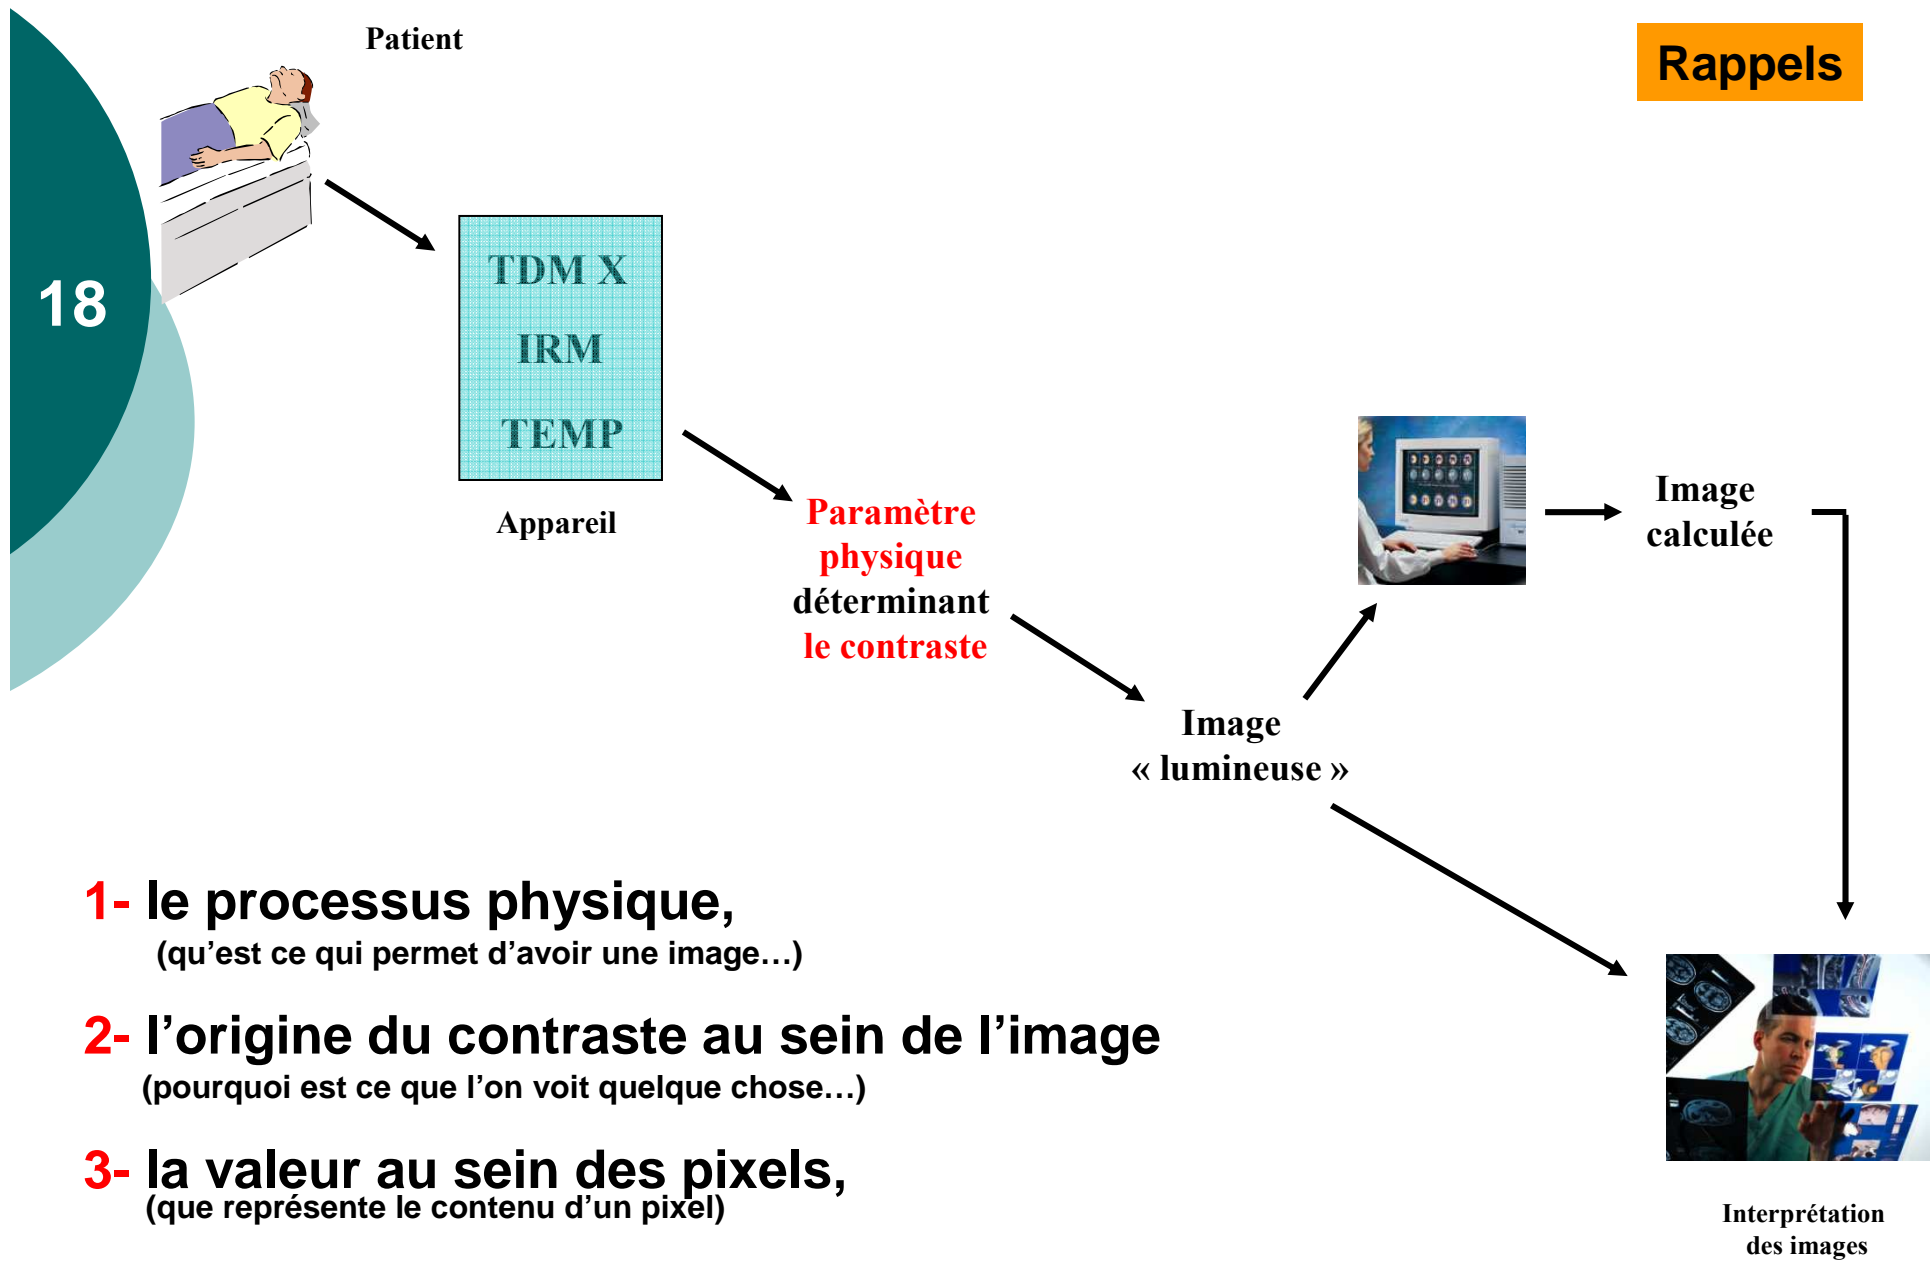 Patient
Rappels
18
TDM X
IRM
TEMP
Appareil
Paramètre
physique
déterminant
le contraste
Image
« lumineuse »
Image
calculée
1- le processus physique,
(qu’est ce qui permet d’avoir une image…)
2- l’origine du contraste au sein de l’image
(pourquoi est ce que l’on voit quelque chose…)
3- la valeur au sein des pixels,
(que représente le contenu d’un pixel)
Interprétation
des images